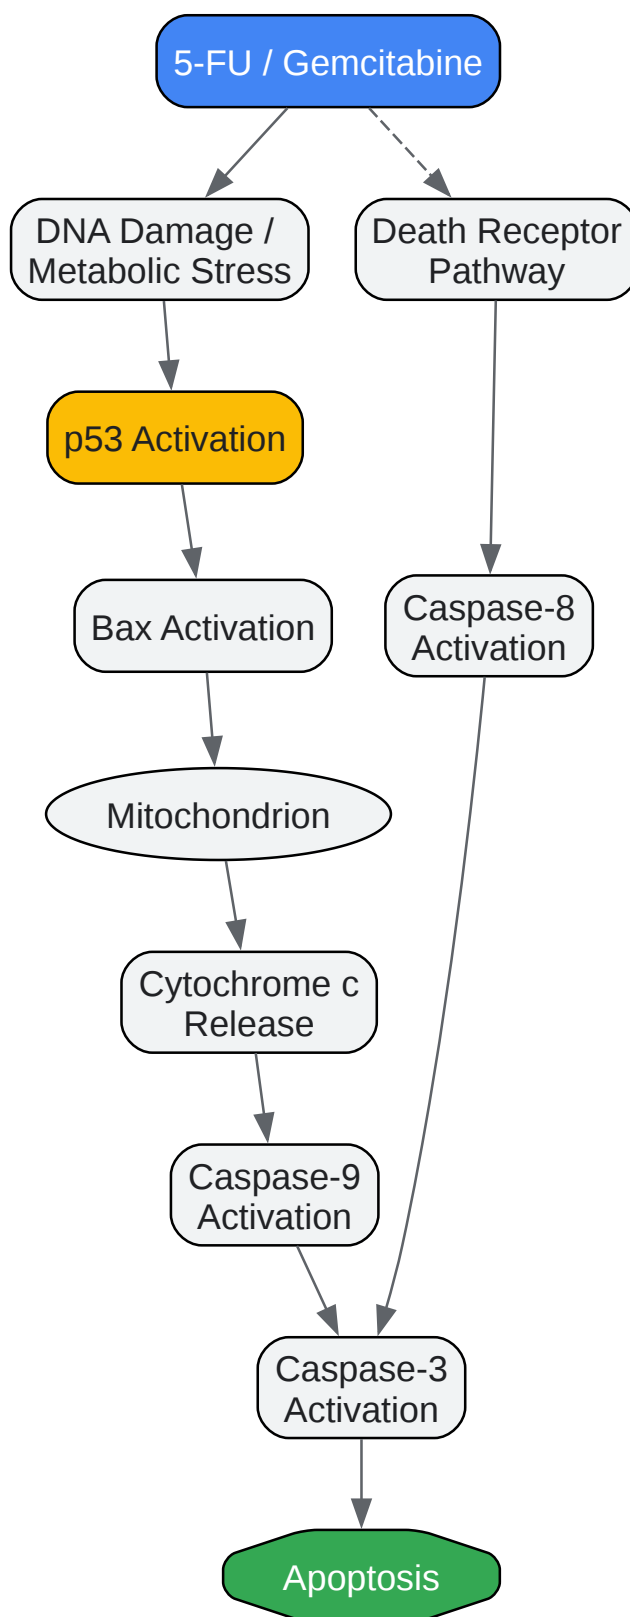 5-FU / Gemcitabine
DNA Damage /
Metabolic Stress
Death Receptor
Pathway
p53 Activation
Bax Activation
Caspase-8
Activation
Mitochondrion
Cytochrome c
Release
Caspase-9
Activation
Caspase-3
Activation
Apoptosis